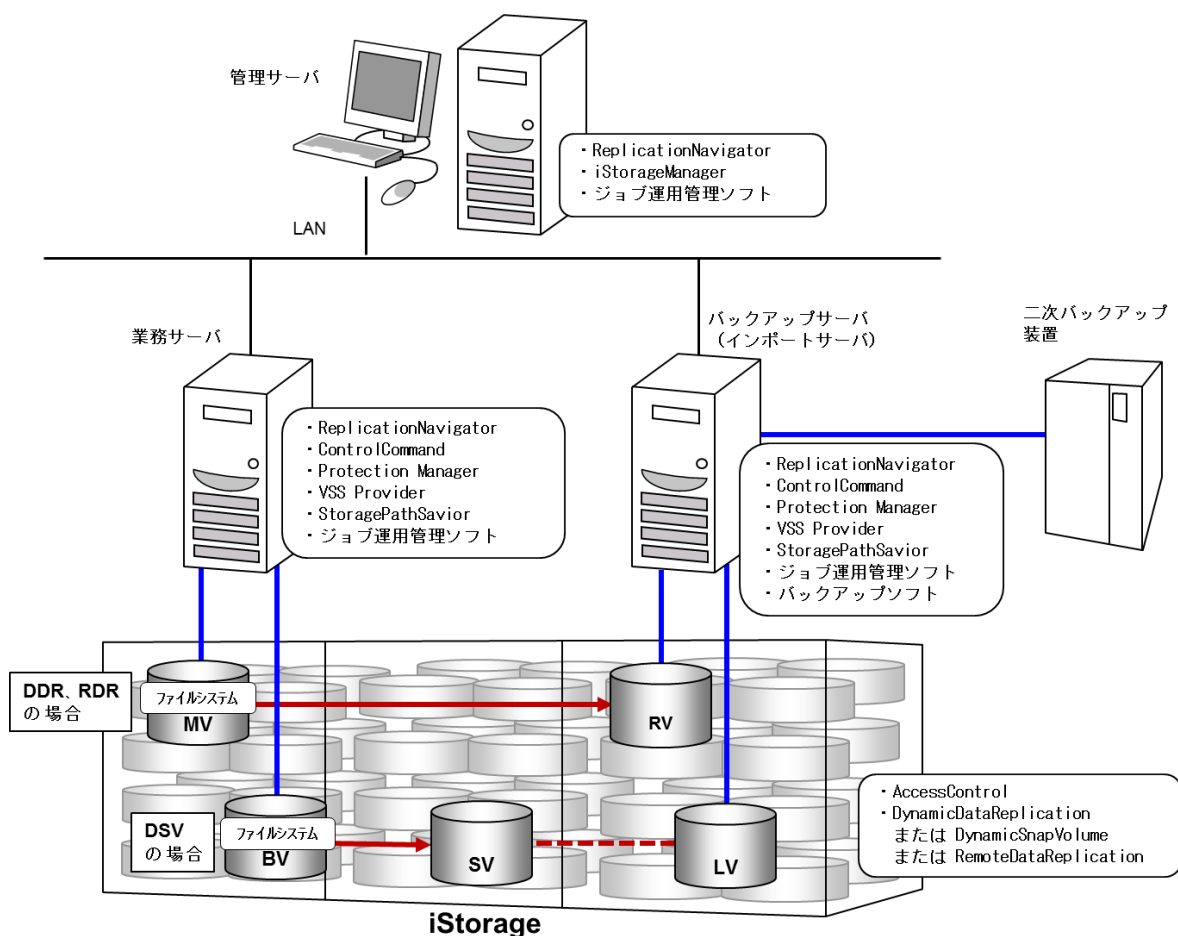 管理サーバ
・ReplicationNavigator
・iStorageManager
・ジョブ運用管理ソフト
LAN
業務サーバ
・ReplicationNavigator
・ControlCommand
・Protection Manager
・VSS Provider
・StoragePathSavior
・ジョブ運用管理ソフト
バックアップサーバ
（インポートサーバ）
・ReplicationNavigator
・ControlCommand
・Protection Manager
・VSS Provider
・StoragePathSavior
・ジョブ運用管理ソフト
・バックアップソフト
二次バックアップ
装置
DDR、RDR
の場合
ファイルシステム
MV
RV
DSV
の場合
ファイルシステム
BV
SV
LV
・AccessControl
・DynamicDataReplication
または DynamicSnapVolume
または RemoteDataReplication
iStorage